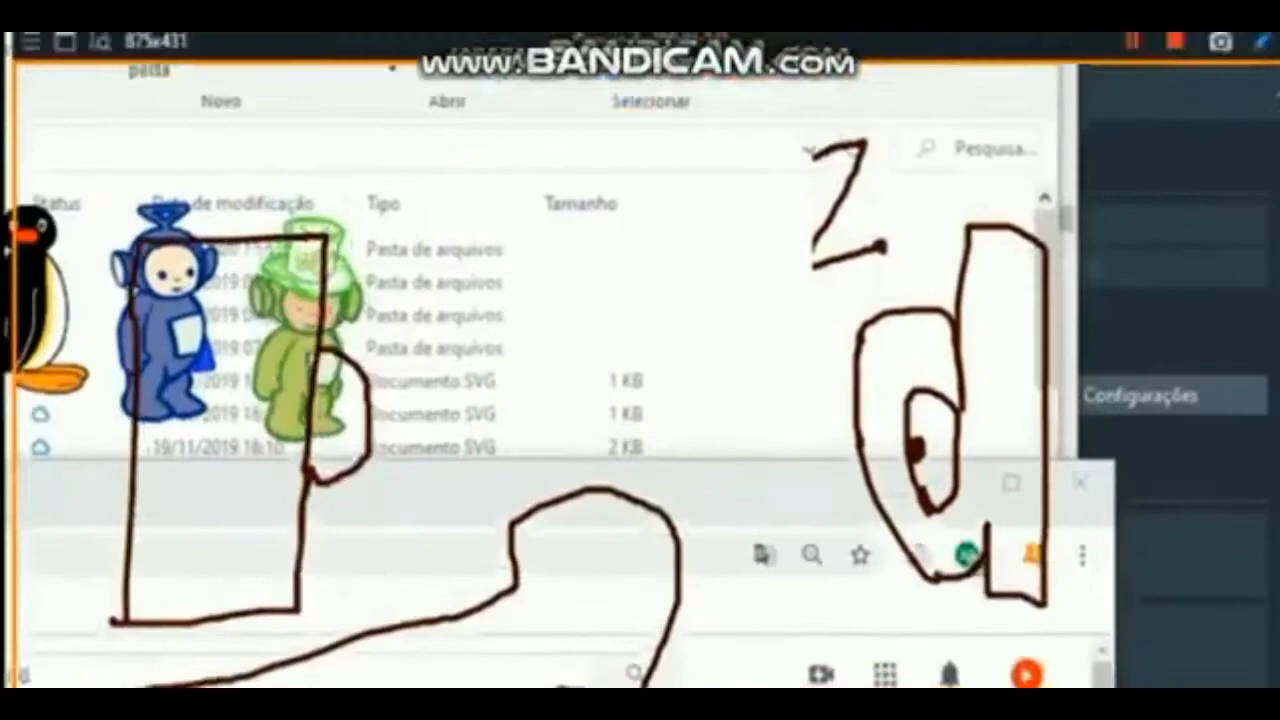 875x431
www.BANDICAM.COM
pasta
Novo Abrir Selecionar
Pesquisa...
Z
Status Data de modificação Tipo Tamanho
Pasta de arquivos
Pasta de arquivos
Pasta de arquivos
Pasta de arquivos
Documento SVG 1 KB
Configurações
Documento SVG 1 KB
19/11/2019 18:10 Documento SVG 2 KB
d